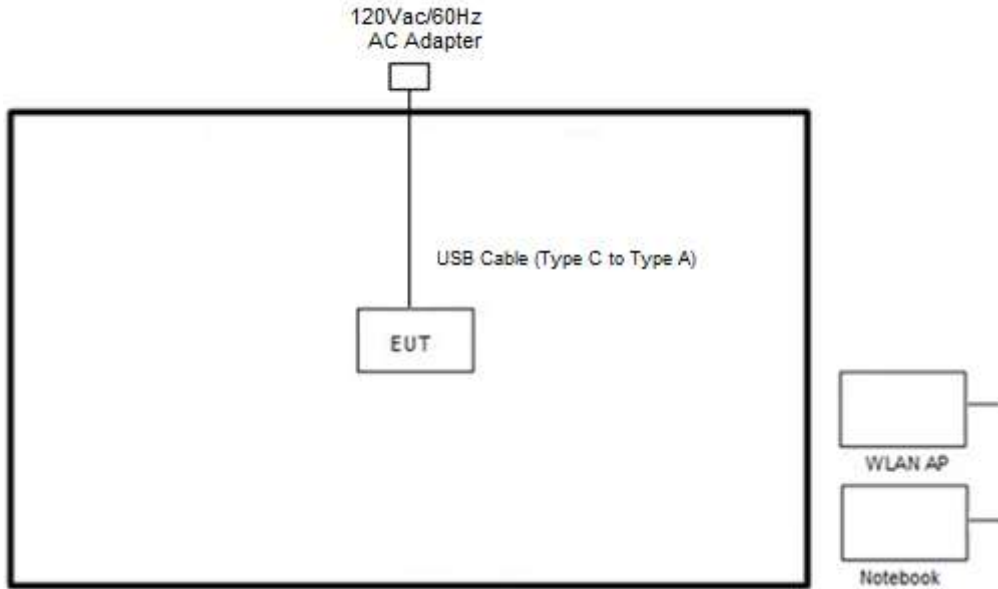 120Vac/60Hz
AC Adapter
USB Cable (Type C to Type A)
EUT
WLAN AP
Notebook